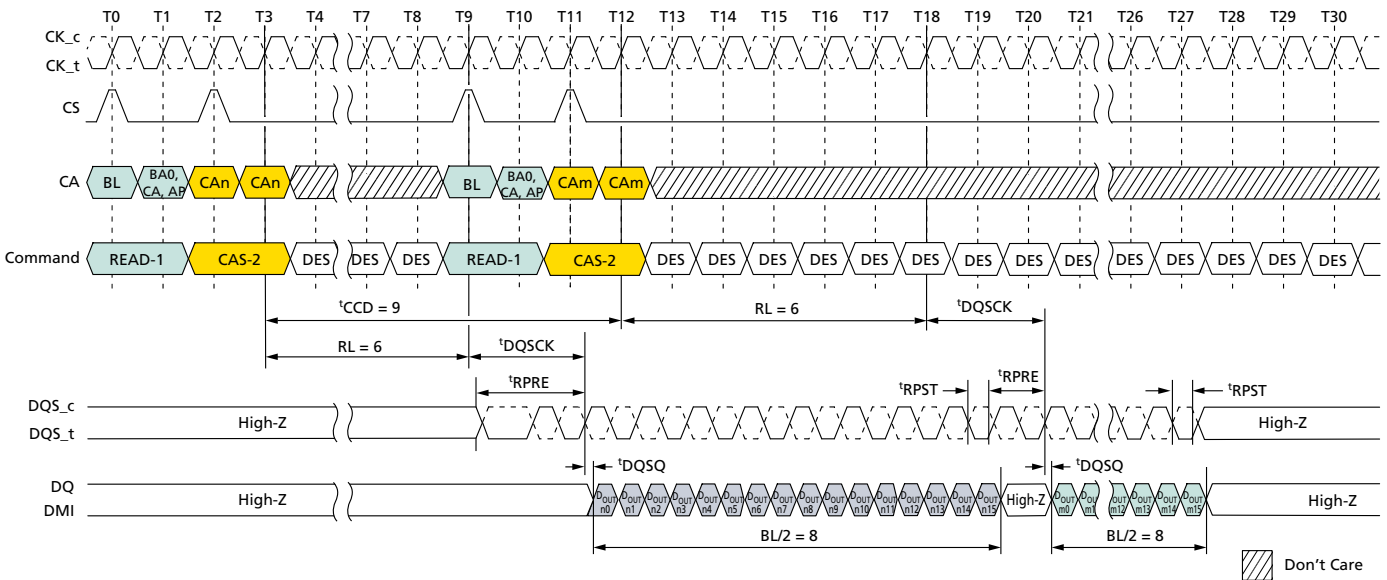 T0 T1 T2 T3 T4 T7 T8 T9 T10 T11 T12 T13 T14 T15 T16 T17 T18 T19 T20 T21 T26 T27 T28 T29 T30
CK_c
CK_t
CS
CA BL BA0, CA, AP CAn CAn BL BA0, CA, AP CAm CAm
Command READ-1 CAS-2 DES DES DES READ-1 CAS-2 DES DES DES DES DES DES DES DES DES DES DES DES DES DES
tCCD = 9 RL = 6 tDQSCK
RL = 6 tDQSCK
tRPRE tRPST tRPRE tRPST
DQS_c
DQS_t
High-Z High-Z
tDQSQ tDQSQ
DQ
DMI
High-Z DOUT n0 DOUT n1 DOUT n2 DOUT n3 DOUT n4 DOUT n5 DOUT n6 DOUT n7 DOUT n8 DOUT n9 DOUT n10 DOUT n11 DOUT n12 DOUT n13 DOUT n14 DOUT n15 High-Z DOUT m0 DOUT m1 DOUT m12 DOUT m13 DOUT m14 DOUT m15 High-Z
BL/2 = 8 BL/2 = 8
Don't Care